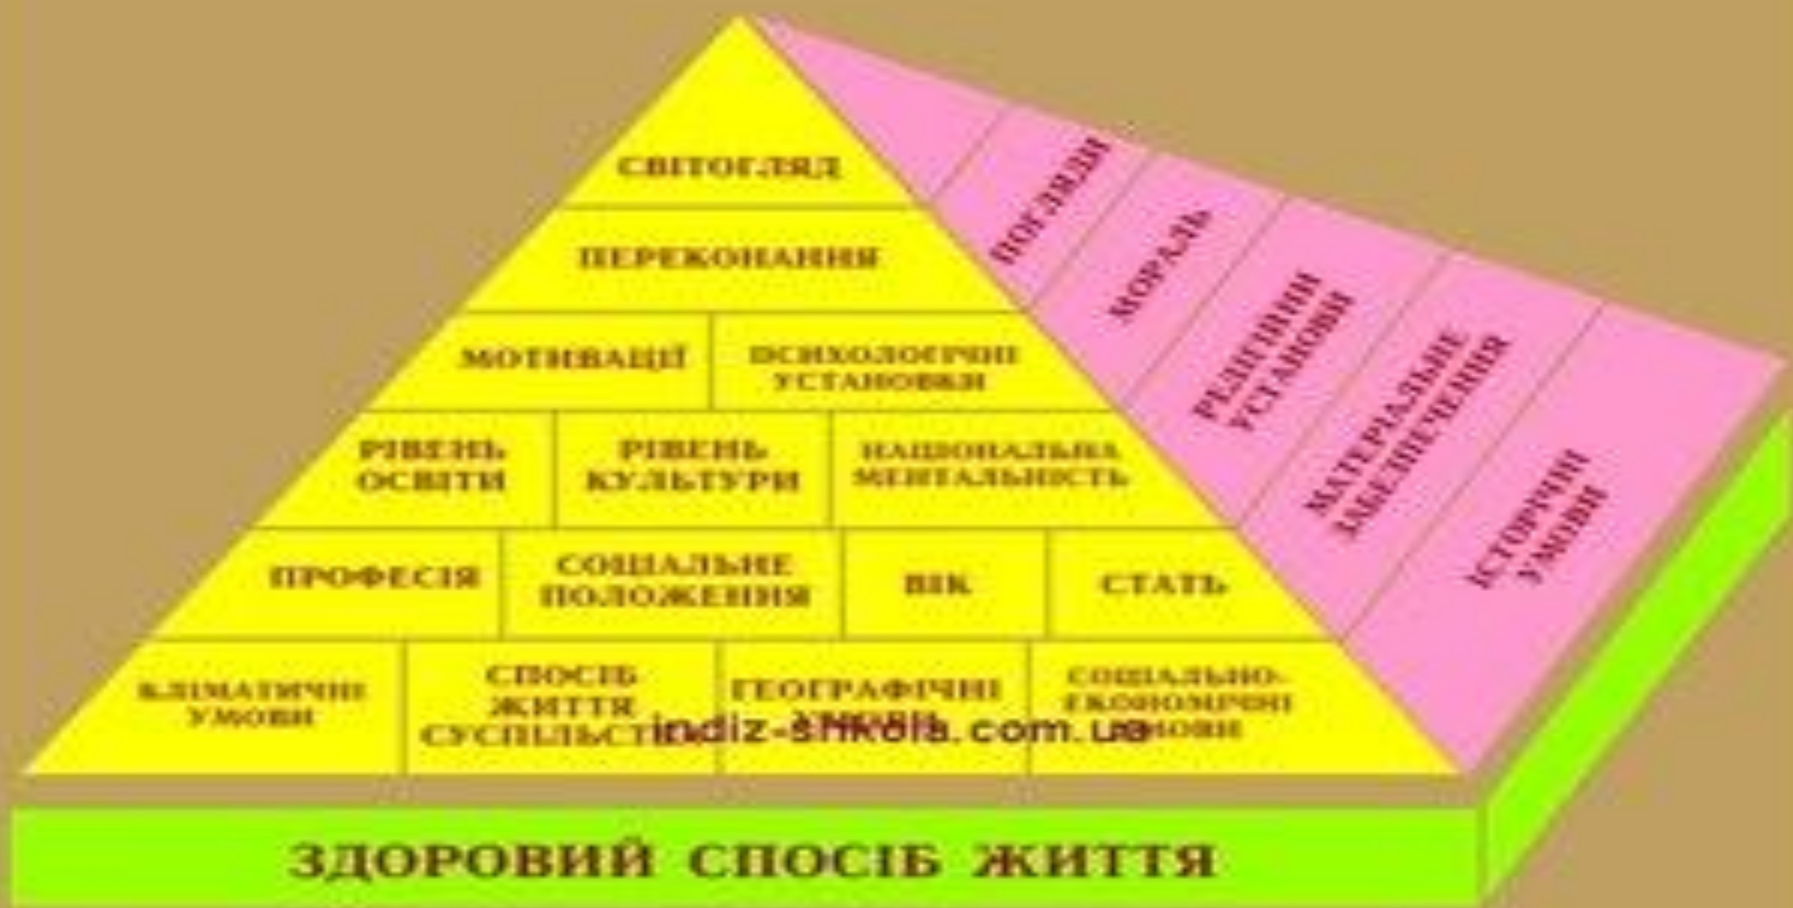 СВІТОГЛЯД
ПЕРЕКОНАННЯ
МОТИВАЦІЇ
ПСИХОЛОГІЧНІ
УСТАНОВКИ
РІВЕНЬ
ОСВІТИ
РІВЕНЬ
КУЛЬТУРИ
НАЦІОНАЛЬНА
МЕНТАЛЬНІСТЬ
ПРОФЕСІЯ
СОЦІАЛЬНЕ
ПОЛОЖЕННЯ
ВІК
СТАТЬ
КЛІМАТИЧНІ
УМОВИ
СПОСІБ
ЖИТТЯ
ГЕОГРАФІЧНІ
СОЦІАЛЬНО-
ЕКОНОМІЧНІ
УМОВИ
indiz-shkola.com.ua
ПОГЛЯДИ
МОРАЛЬ
РЕЛІГІЙНІ
УСТАНОВИ
МАТЕРІАЛЬНЕ
ЗАБЕЗПЕЧЕННЯ
ІСТОРИЧНІ
УМОВИ
ЗДОРОВИЙ СПОСІБ ЖИТТЯ